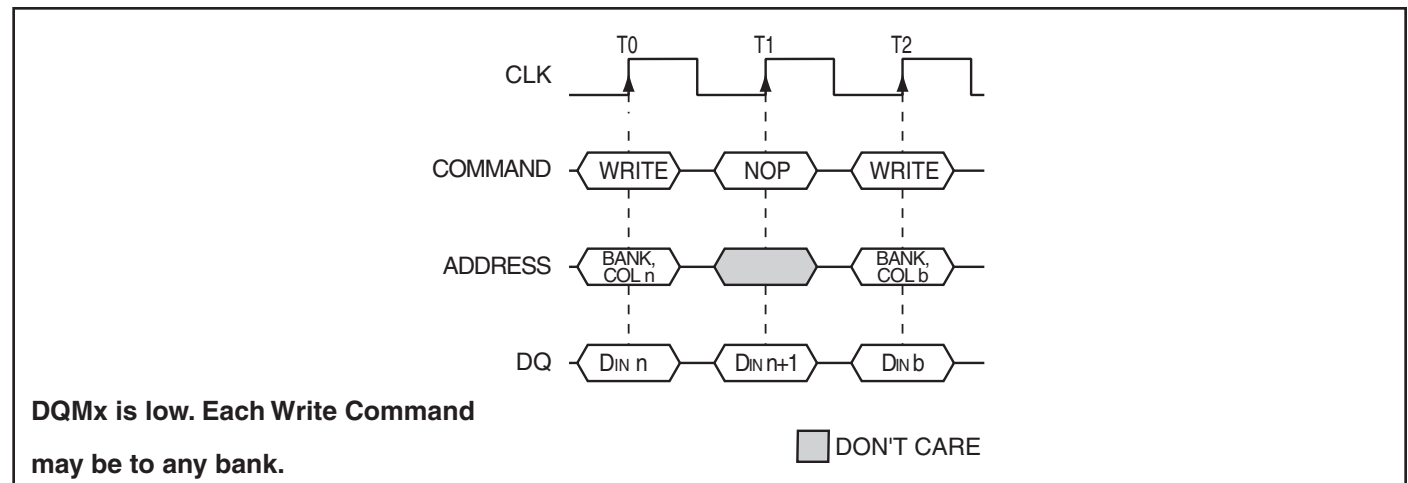 T0 T1 T2
CLK
COMMAND WRITE NOP WRITE
ADDRESS BANK, COL n BANK, COL b
DQ DIN n DIN n+1 DIN b
DQMx is low. Each Write Command
may be to any bank.
DON'T CARE